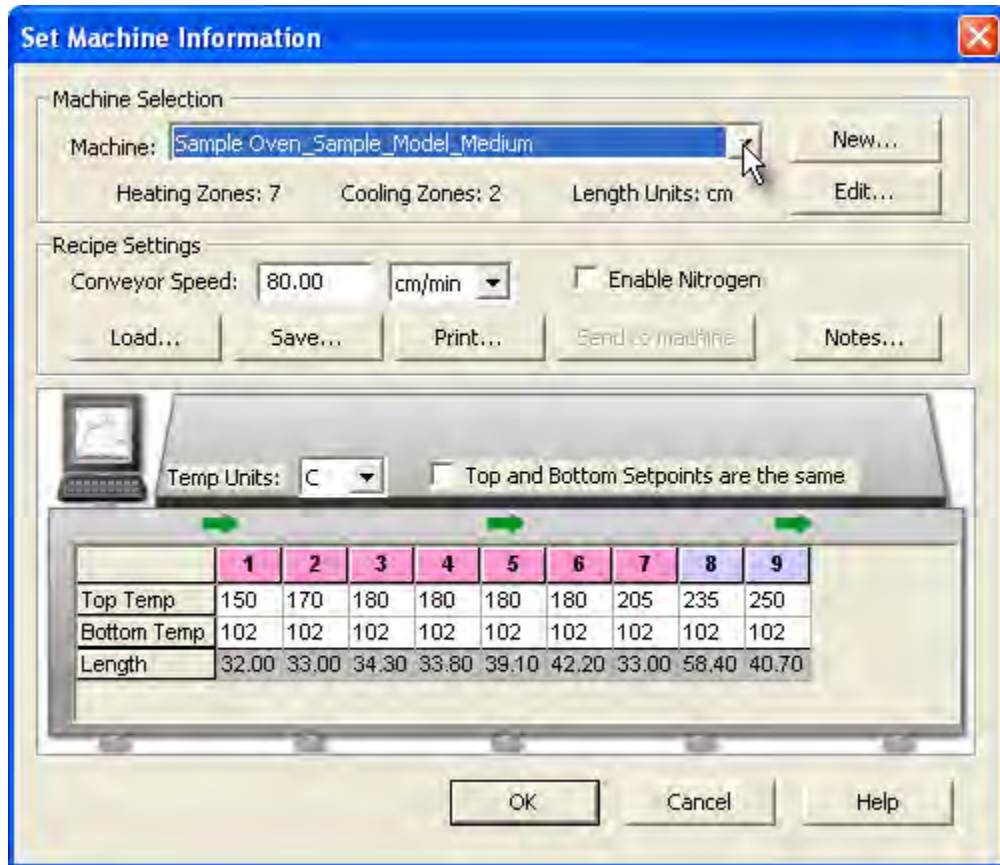 Set Machine Information
Machine Selection
Machine: Sample Oven_Sample_Model_Medium New...
Heating Zones: 7 Cooling Zones: 2 Length Units: cm Edit...
Recipe Settings
Conveyor Speed: 80.00 cm/min Enable Nitrogen
Load... Save... Print... Send to machine Notes...
Temp Units: C Top and Bottom Setpoints are the same
1 2 3 4 5 6 7 8 9
Top Temp 150 170 180 180 180 180 205 235 250
Bottom Temp 102 102 102 102 102 102 102 102 102
Length 32.00 33.00 34.30 33.80 39.10 42.20 33.00 58.40 40.70
OK Cancel Help